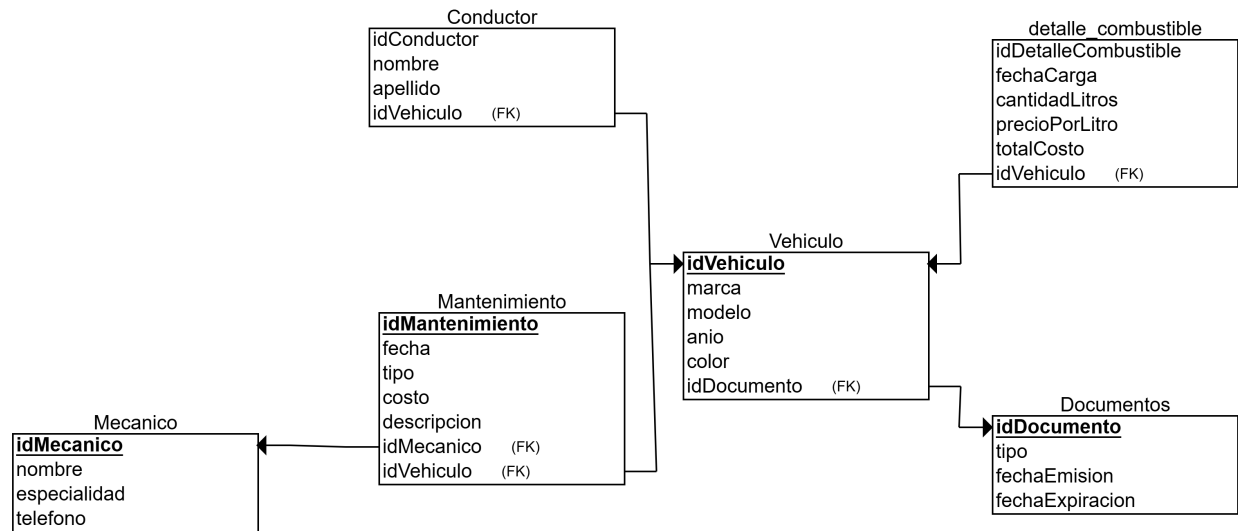 Conductor
idConductor
nombre
apellido
idVehiculo (FK)
detalle_combustible
idDetalleCombustible
fechaCarga
cantidadLitros
precioPorLitro
totalCosto
idVehiculo (FK)
Vehiculo
idVehiculo
marca
modelo
anio
color
idDocumento (FK)
Mantenimiento
idMantenimiento
fecha
tipo
costo
descripcion
idMecanico (FK)
idVehiculo (FK)
Mecanico
idMecanico
nombre
especialidad
telefono
Documentos
idDocumento
tipo
fechaEmision
fechaExpiracion